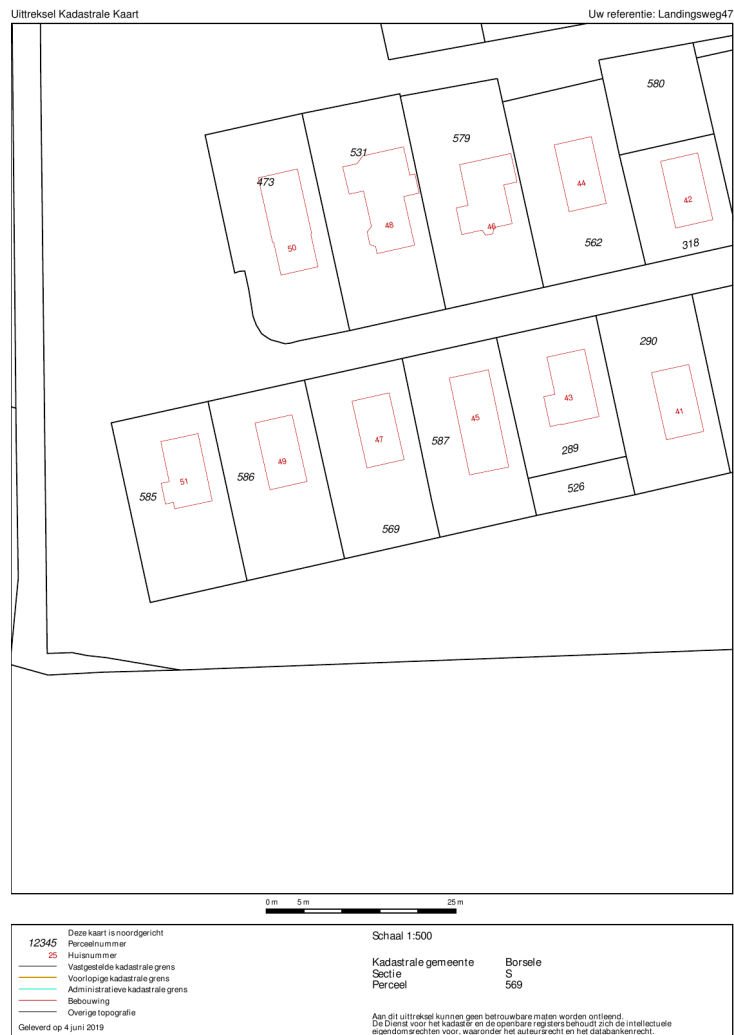 Uittreksel Kadastrale Kaart
Uw referentie: Landingsweg47
580
579
531
473
44
42
48
46
50
562
318
290
43
41
45
47
587
49
289
51
586
585
526
569
0 m 5 m 25 m
Deze kaart is noordgericht
12345 Perceelnummer
25 Huisnummer
Vastgestelde kadastrale grens
Voorlopige kadastrale grens
Administratieve kadastrale grens
Bebouwing
Overige topografie
Geleverd op 4 juni 2019
Schaal 1:500
Kadastrale gemeente Borsele
Sectie S
Perceel 569
Aan dit uittreksel kunnen geen betrouwbare maten worden ontleend.
De Dienst voor het kadaster en de openbare registers behoudt zich de intellectuele
eigendomsrechten voor, waaronder het auteursrecht en het databankenrecht.